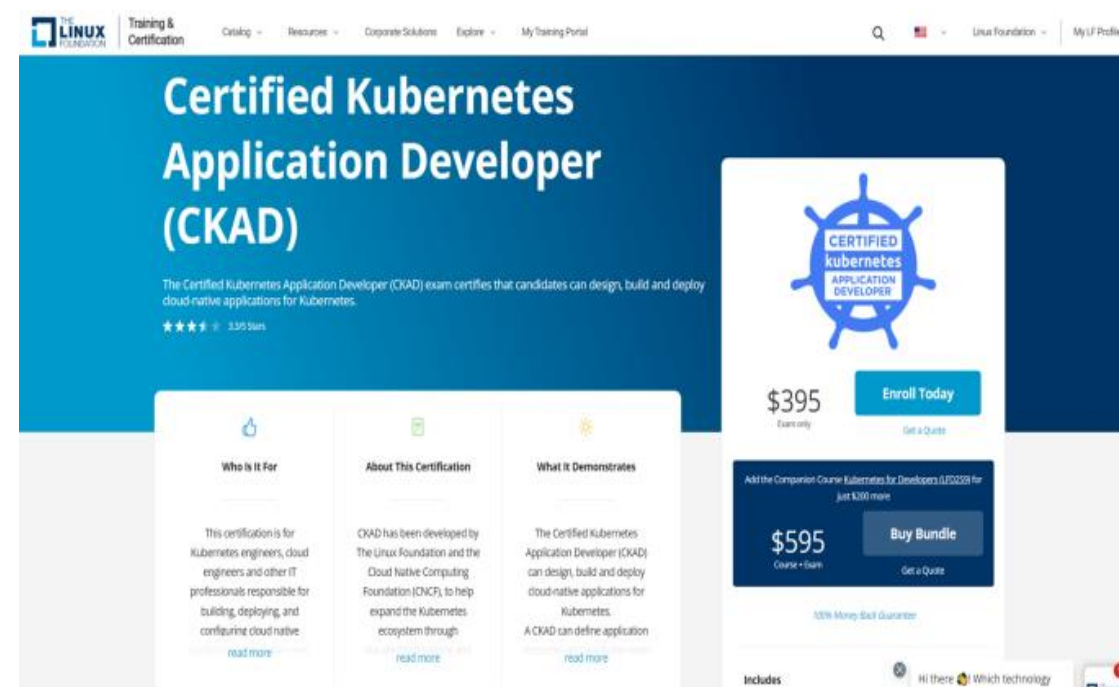 THE
LINUX
FOUNDATION
Training &
Certification
Catalog
Resources
Corporate Solutions
Explore
My Training Portal
Linux Foundation
My LF Profile
Certified Kubernetes
Application Developer
(CKAD)
The Certified Kubernetes Application Developer (CKAD) exam certifies that candidates can design, build and deploy
cloud-native applications for Kubernetes.
3.3/5 Stars
CERTIFIED
kubernetes
APPLICATION
DEVELOPER
$395
Exam only
Enroll Today
Get a Quote
Add the Companion Course Kubernetes for Developers (LFD259) for
just $200 more
$595
Course + Exam
Buy Bundle
Get a Quote
100% Money Back Guarantee
Includes
Hi there ! Which technology
Who Is It For
This certification is for
Kubernetes engineers, cloud
engineers and other IT
professionals responsible for
building, deploying, and
configuring cloud native
read more
About This Certification
CKAD has been developed by
The Linux Foundation and the
Cloud Native Computing
Foundation (CNCF), to help
expand the Kubernetes
ecosystem through
read more
What It Demonstrates
The Certified Kubernetes
Application Developer (CKAD)
can design, build and deploy
cloud-native applications for
Kubernetes.
A CKAD can define application
read more